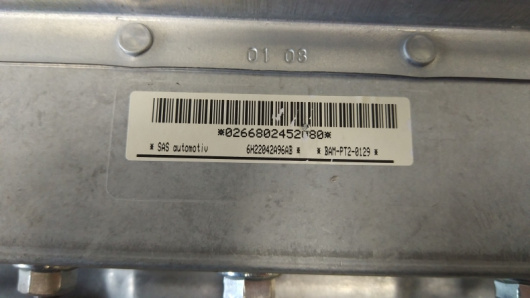 01 08
*0266802452080*
* SAS automotiv 6H22042A96AB * * BAM-PT2-0129 *